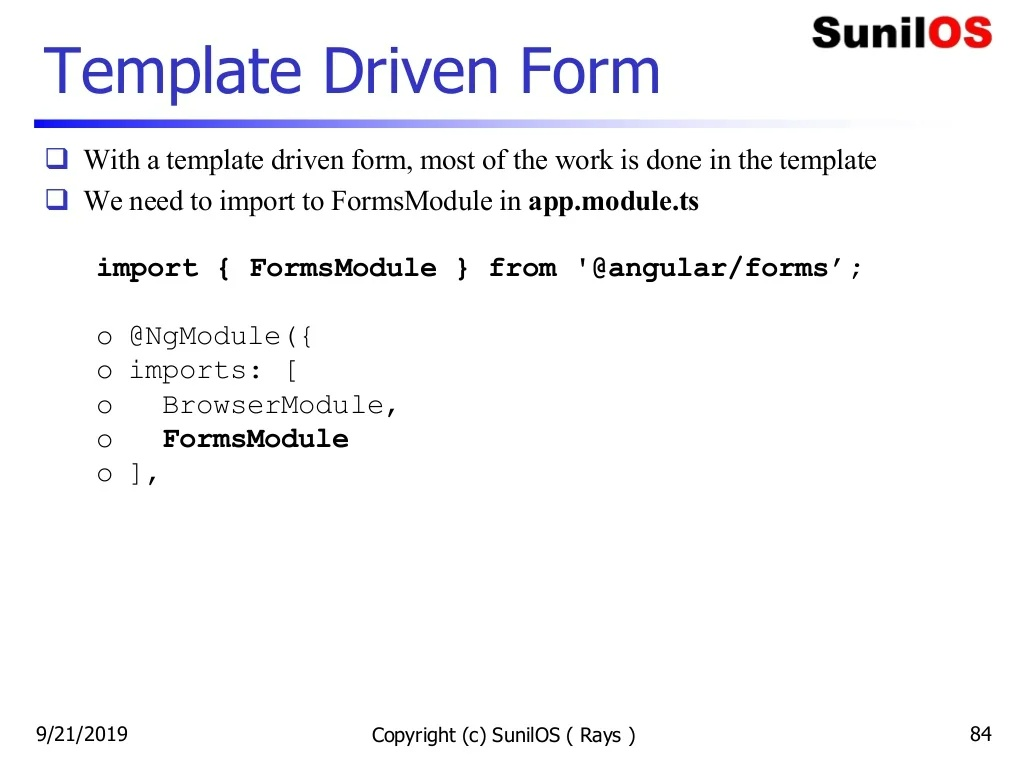 SunilOS
Template Driven Form
❑ With a template driven form, most of the work is done in the template
❑ We need to import to FormsModule in app.module.ts
import { FormsModule } from '@angular/forms’;
o @NgModule({
o imports: [
o   BrowserModule,
o   FormsModule
o ],
9/21/2019
Copyright (c) SunilOS ( Rays )
84